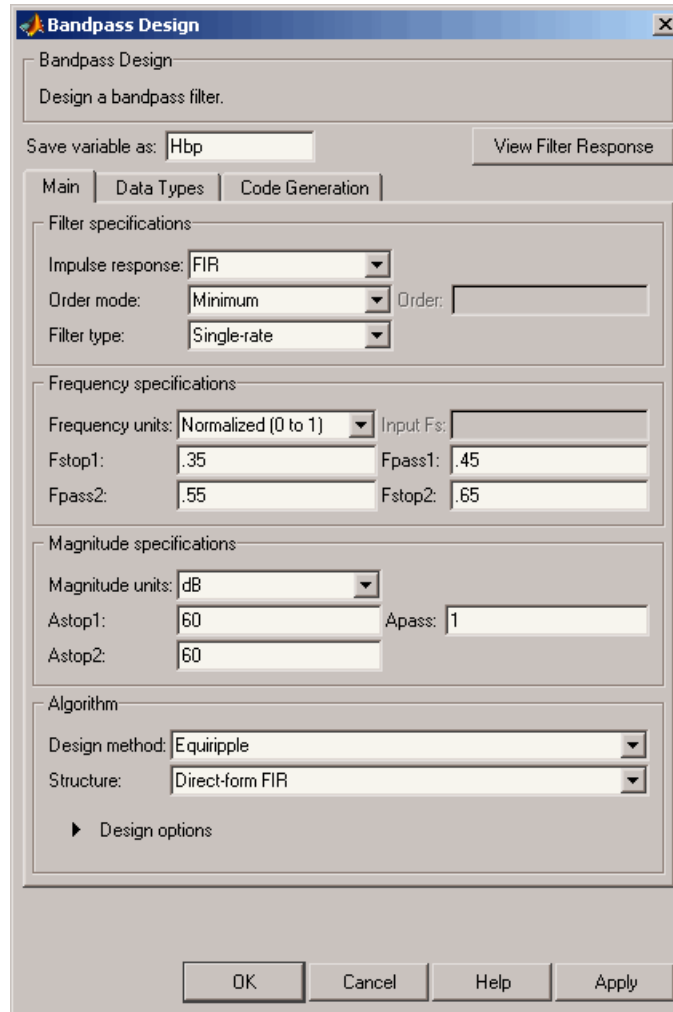 Bandpass Design
Bandpass Design
Design a bandpass filter.
Save variable as: Hbp View Filter Response
Main Data Types Code Generation
Filter specifications
Impulse response: FIR
Order mode: Minimum Order:
Filter type: Single-rate
Frequency specifications
Frequency units: Normalized (0 to 1) Input Fs:
Fstop1: .35 Fpass1: .45
Fpass2: .55 Fstop2: .65
Magnitude specifications
Magnitude units: dB
Astop1: 60 Apass: 1
Astop2: 60
Algorithm
Design method: Equiripple
Structure: Direct-form FIR
Design options
OK Cancel Help Apply